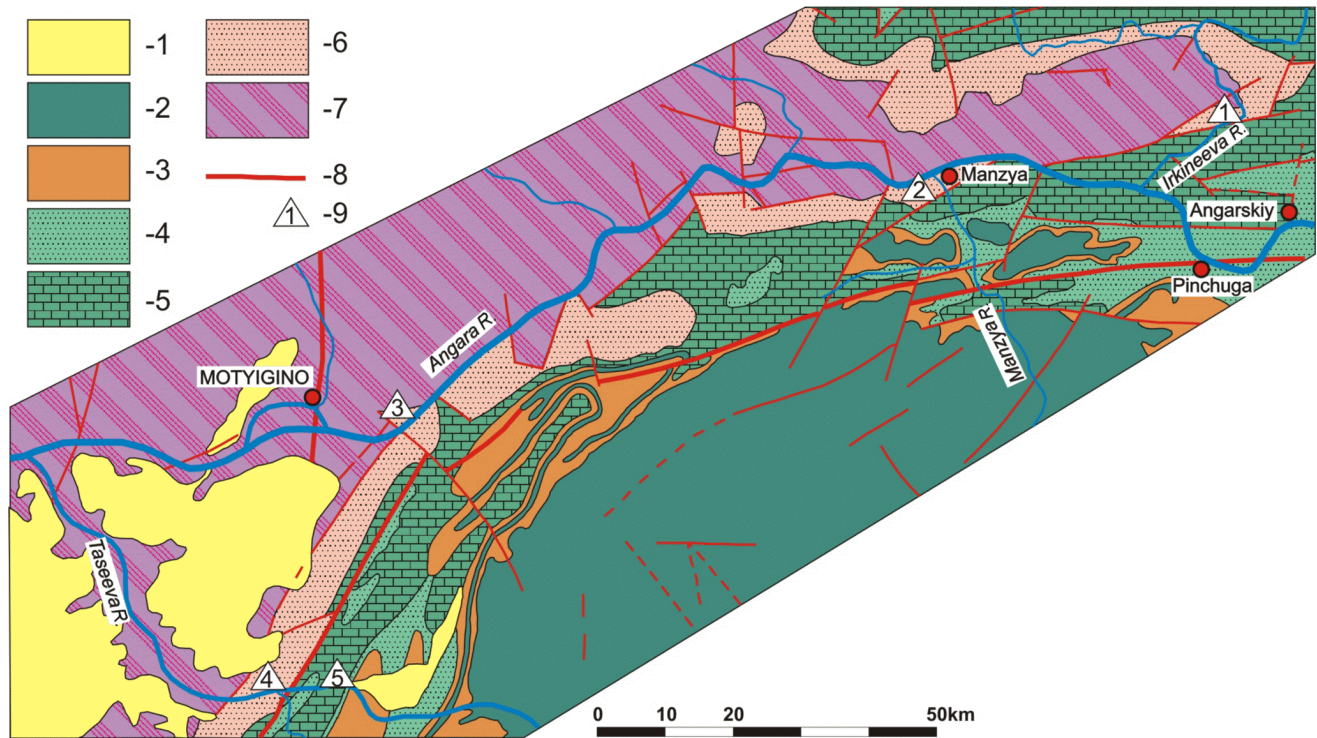 -1
-2
-3
-4
-5
-6
-7
-8
1
-9
1
Irkineeva R.
2
Manzya
Angarskiy
Pinchuga
Manzya R.
Angara R.
MOTYIGINO
3
Taseeva R.
4
5
0
10
20
50km